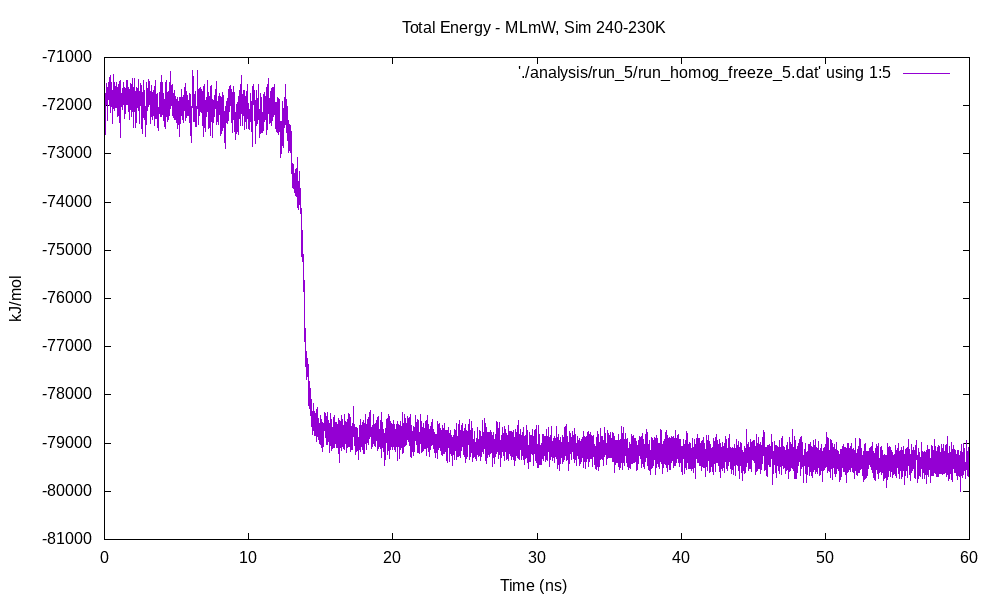 Total Energy - MLmW, Sim 240-230K
'./analysis/run_5/run_homog_freeze_5.dat' using 1:5
-71000
-72000
-73000
-74000
-75000
-76000
-77000
-78000
-79000
-80000
-81000
kJ/mol
0 10 20 30 40 50 60
Time (ns)